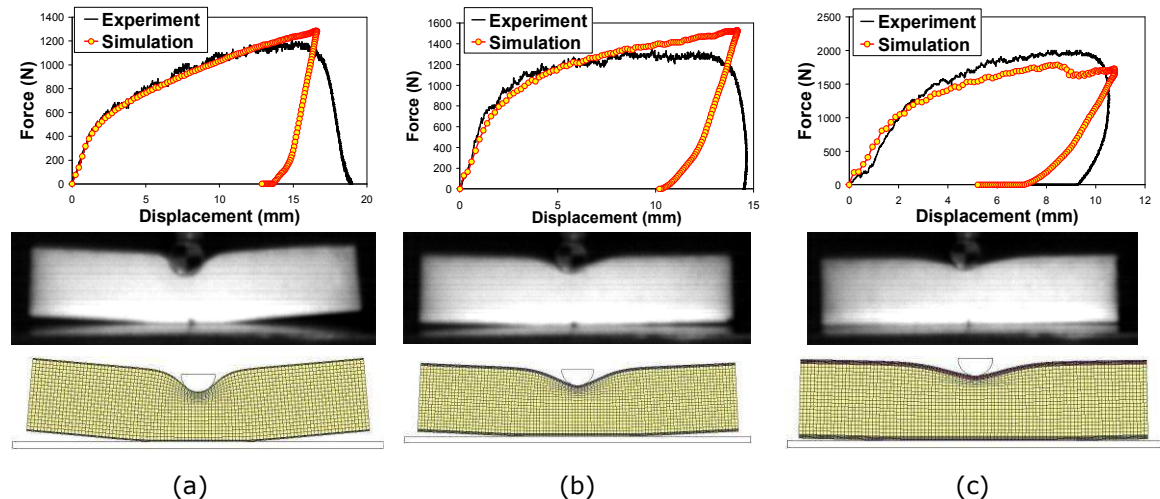 Experiment
Simulation
Force (N)
1400
1200
1000
800
600
400
200
0
0 5 10 15 20
Displacement (mm)
Experiment
Simulation
Force (N)
1600
1400
1200
1000
800
600
400
200
0
0 5 10 15
Displacement (mm)
Experiment
Simulation
Force (N)
2500
2000
1500
1000
500
0
0 2 4 6 8 10 12
Displacement (mm)
(a) (b) (c)